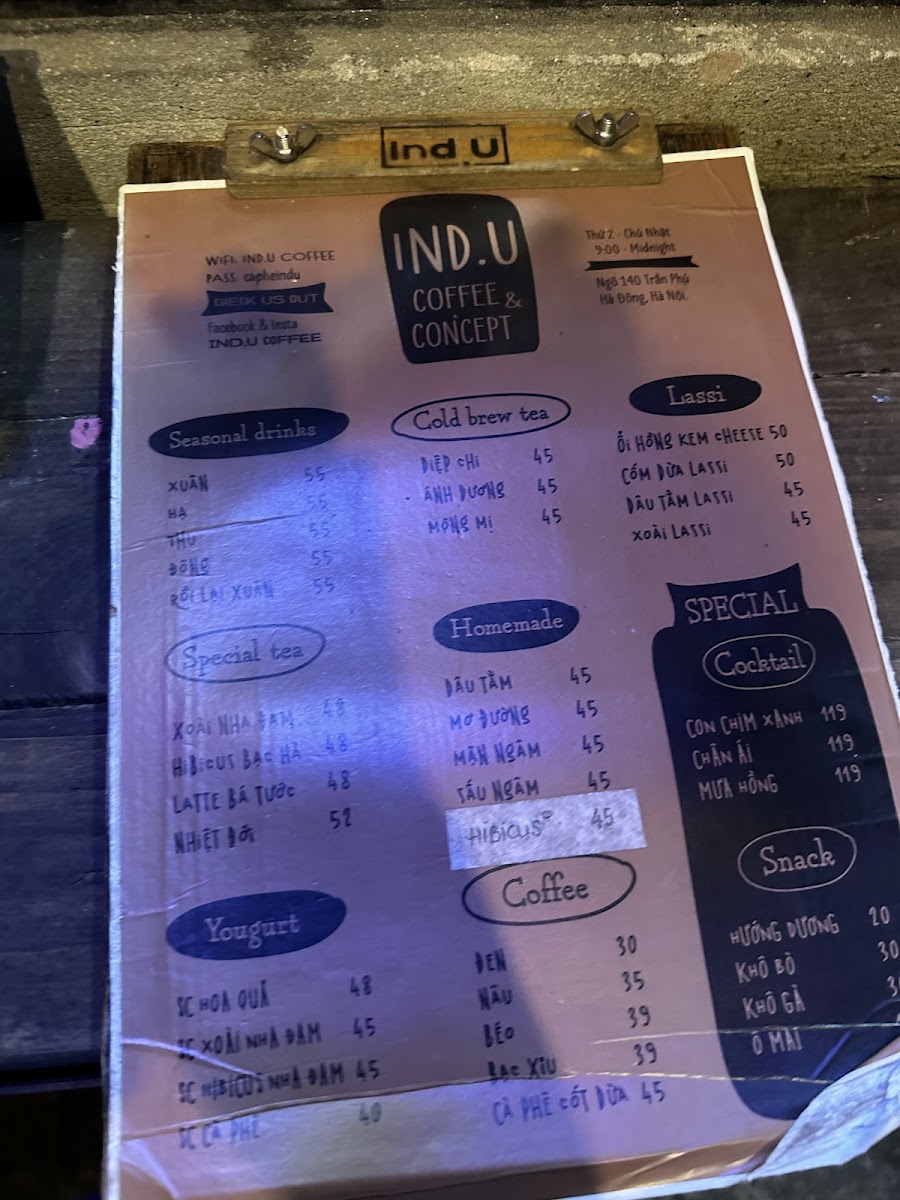 Ind.U
WIFI: IND.U COFFEE
PASS: capheindu
CHECK US OUT
Facebook & Insta
IND.U COFFEE
IND.U
COFFEE &
CONCEPT
Thứ 2 - Chủ Nhật
9:00 - Midnight
Ngõ 140 Trần Phú
Hà Đông, Hà Nội.
Seasonal drinks
XUÂN 55
HẠ 55
THU 55
ĐÔNG 55
RỒI LẠI XUÂN 55
Cold brew tea
DIỆP CHI 45
ÁNH DƯƠNG 45
MỘNG MỊ 45
Lassi
ỔI HỒNG KEM CHEESE 50
CỐM DỪA LASSI 50
DÂU TẰM LASSI 45
XOÀI LASSI 45
Special tea
XOÀI NHA ĐAM 48
HIBICUS BẠC HÀ 48
LATTE BÁ TƯỚC 48
NHIỆT ĐỚI 52
Homemade
DÂU TẰM 45
MƠ ĐƯỜNG 45
MẬN NGÂM 45
SẤU NGÂM 45
HIBICUS 45
SPECIAL
Cocktail
CON CHIM XANH 119
CHÂN ÁI 119
MƯA HỒNG 119
Yougurt
SC HOA QUẢ 48
SC XOÀI NHA ĐAM 45
SC HIBICUS NHA ĐAM 45
SC CÀ PHÊ 40
Coffee
ĐEN 30
NÂU 35
BÉO 39
BẠC XỈU 39
CÀ PHÊ CỐT DỪA 45
Snack
HƯỚNG DƯƠNG 20
KHÔ BÒ 30
KHÔ GÀ
Ô MAI